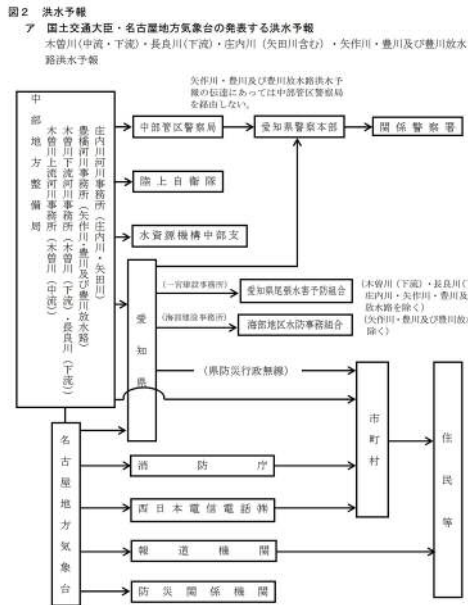 図2　洪水予報
ア　国土交通大臣・名古屋地方気象台の発表する洪水予報
木曽川(中流・下流)・長良川(下流)・庄内川（矢田川含む）・矢作川・豊川及び豊川放水
路洪水予報
矢作川・豊川及び豊川放水路洪水予
報の伝達にあっては中部管区警察局
を経由しない。
中部地方整備局
庄内川河川事務所（庄内川・矢田川）
豊橋河川事務所（矢作川・豊川及び豊川放水路）
木曽川下流河川事務所（木曽川（下流）・長良川（下流））
木曽川上流河川事務所（木曽川（中流））
中部管区警察局
愛知県警察本部
関係警察署
陸上自衛隊
水資源機構中部支
愛知県
(一宮建設事務所)
愛知県尾張水害予防組合
(木曽川（下流）・長良川(下
庄内川・矢作川・豊川及
放水路を除く)
(海部建設事務所)
海部地区水防事務組合
(矢作川・豊川及び豊川放
除く)
(県防災行政無線)
市町村
住民等
名古屋地方気象台
消防庁
西日本電信電話㈱
報道機関
防災関係機関